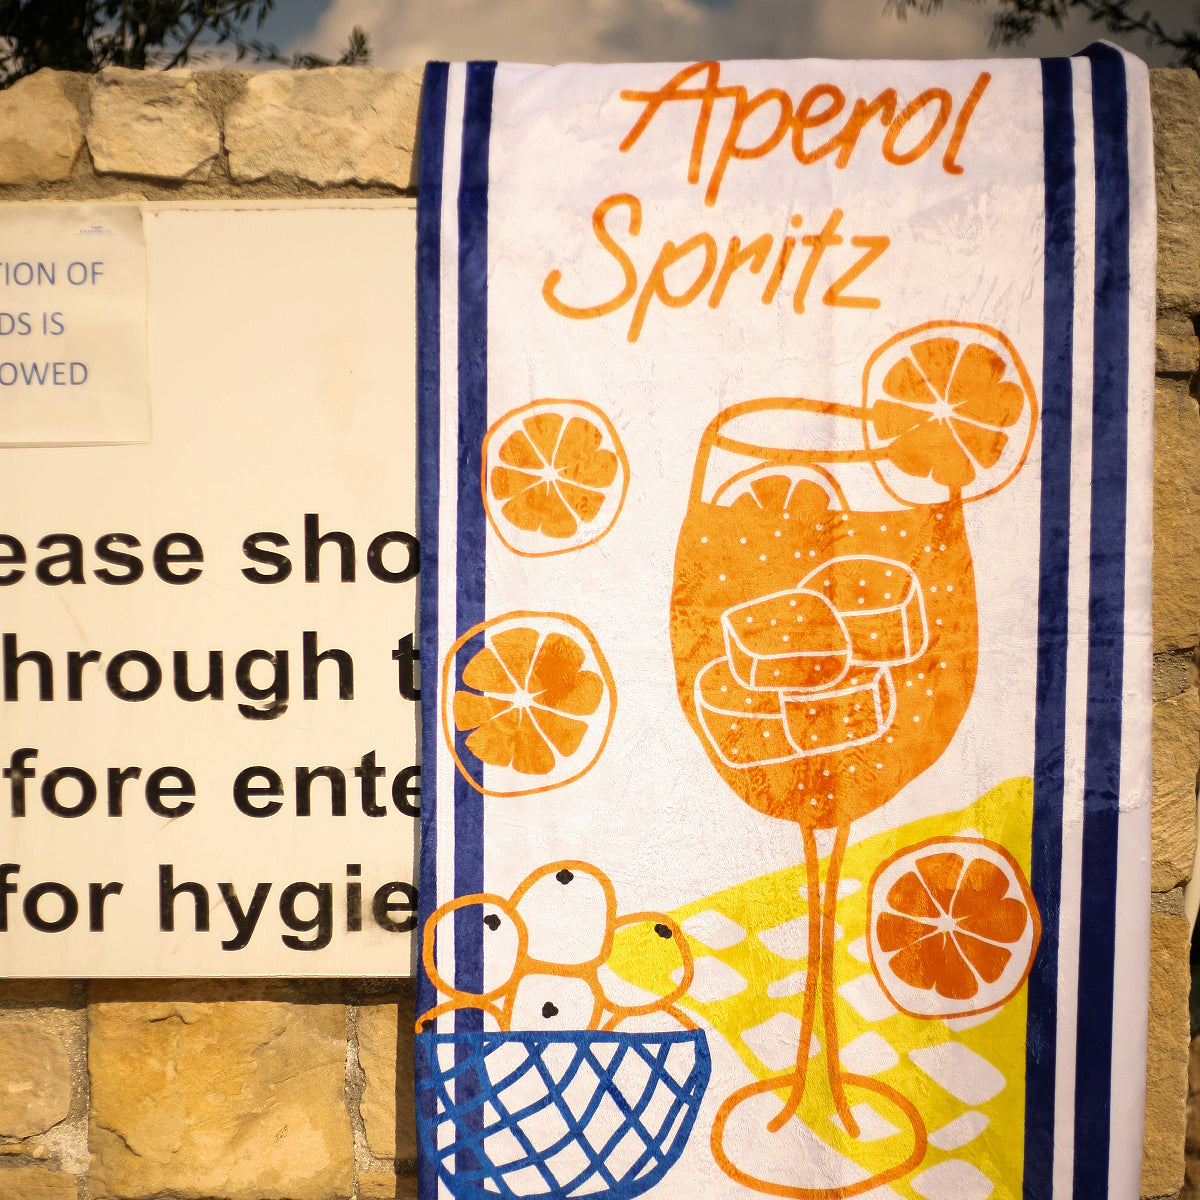 TION OF
DS IS
OWED
ease sho
hrough t
fore ente
for hygie
Aperol
Spritz